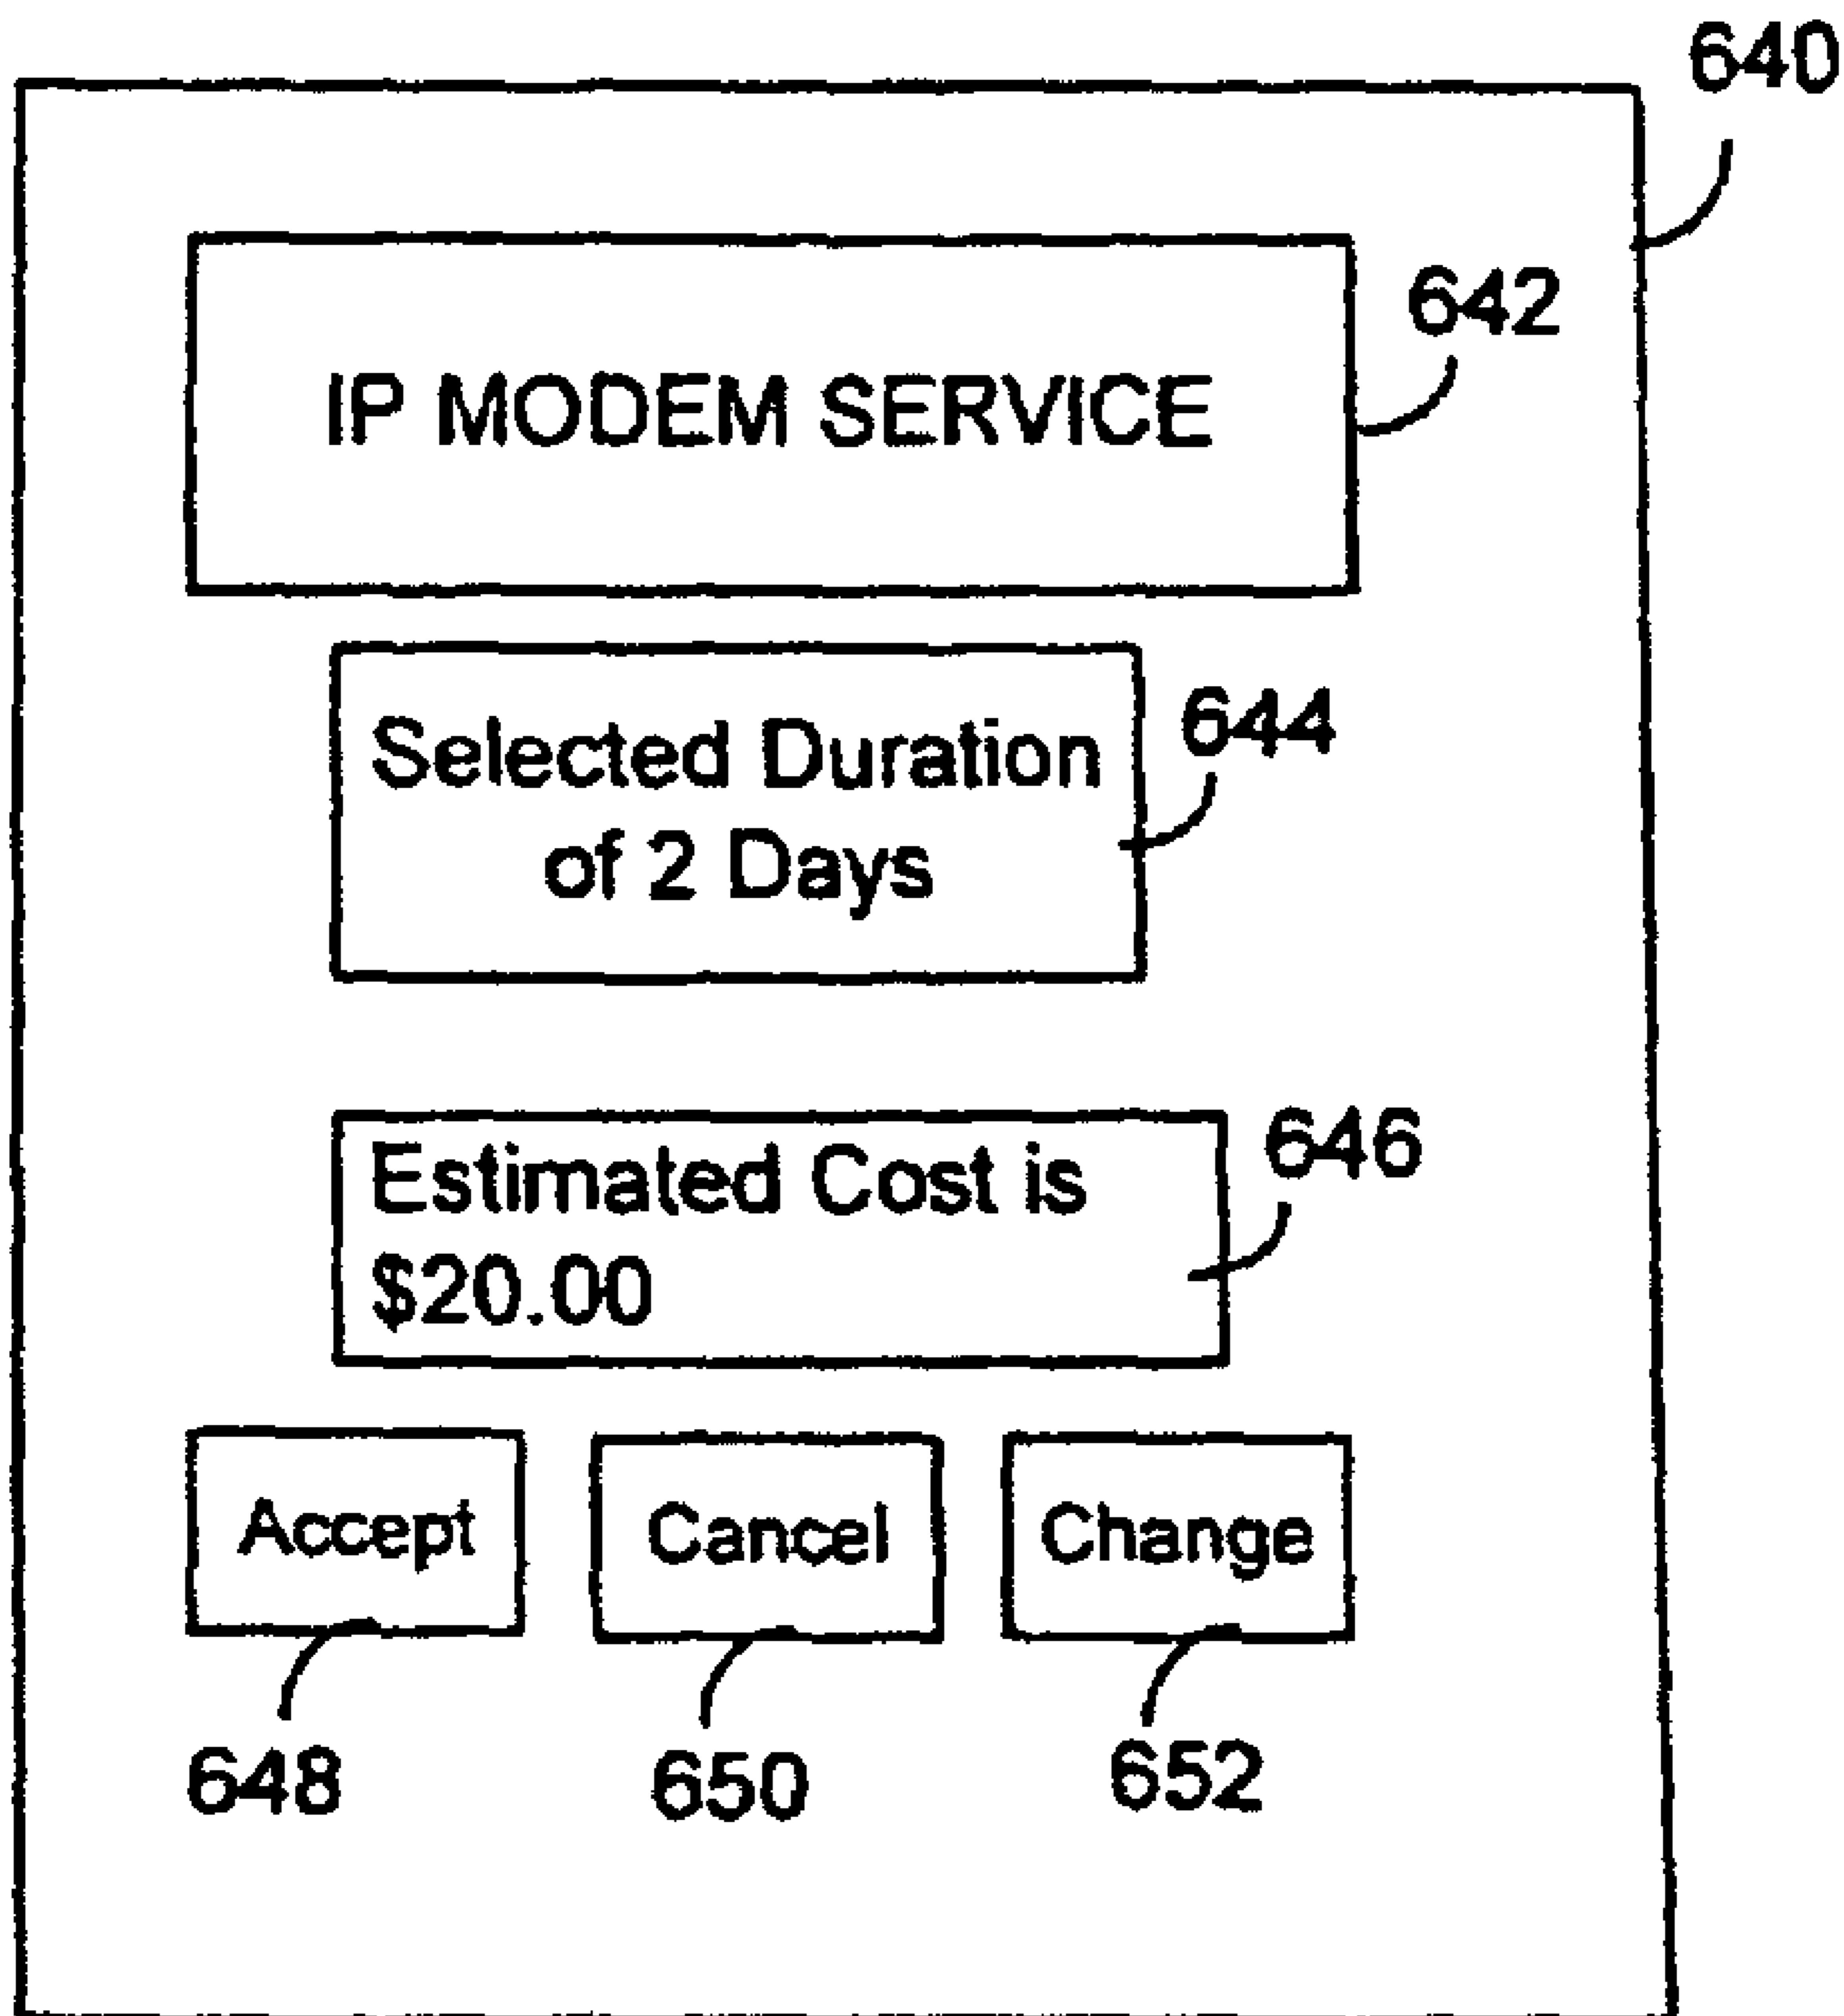 640
642
IP MODEM SERVICE
644
Selected Duration
of 2 Days
646
Estimated Cost is
$20.00
Accept
Cancel
Change
648
650
652